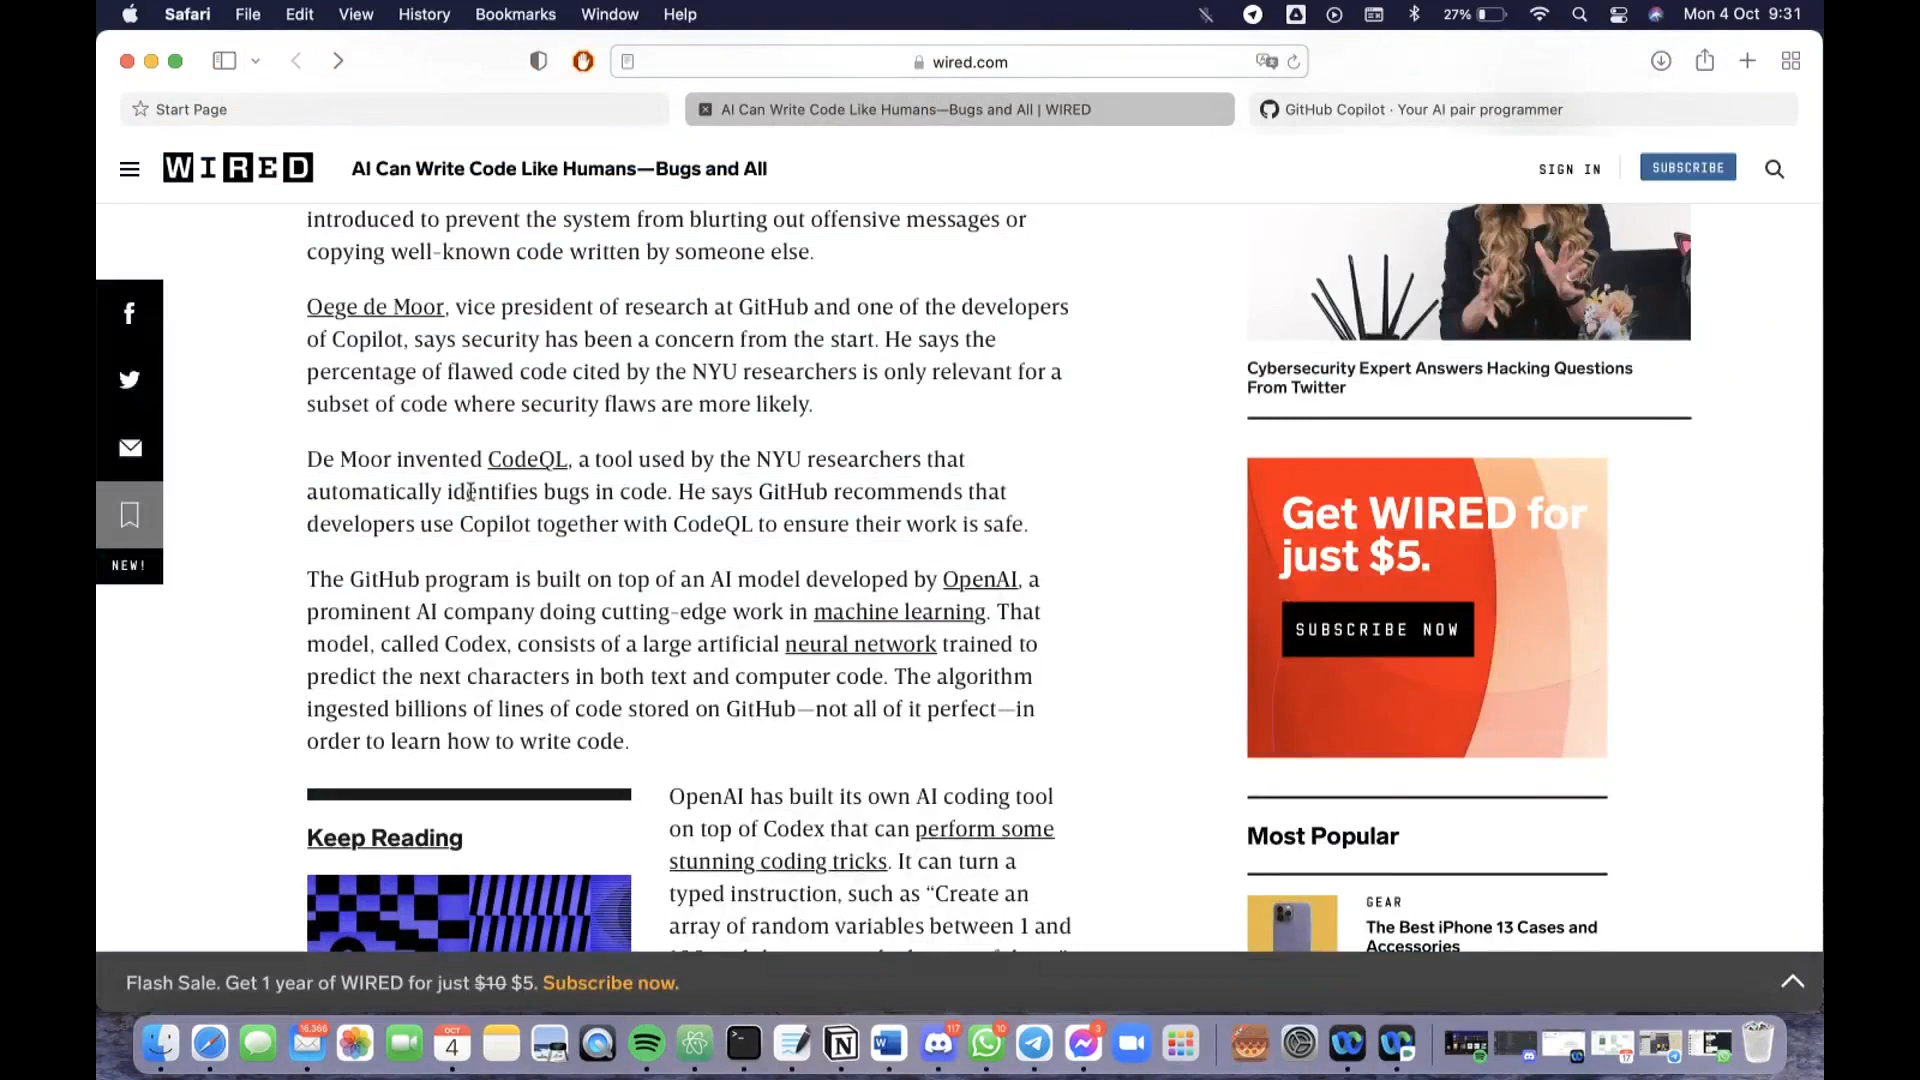 Safari File Edit View History Bookmarks Window Help 27% Mon 4 Oct 9:31
wired.com
Start Page
AI Can Write Code Like Humans—Bugs and All | WIRED
GitHub Copilot · Your AI pair programmer
WIRED
AI Can Write Code Like Humans—Bugs and All
SIGN IN
SUBSCRIBE
introduced to prevent the system from blurting out offensive messages or
copying well-known code written by someone else.
Oege de Moor, vice president of research at GitHub and one of the developers
of Copilot, says security has been a concern from the start. He says the
percentage of flawed code cited by the NYU researchers is only relevant for a
subset of code where security flaws are more likely.
De Moor invented CodeQL, a tool used by the NYU researchers that
automatically identifies bugs in code. He says GitHub recommends that
developers use Copilot together with CodeQL to ensure their work is safe.
The GitHub program is built on top of an AI model developed by OpenAI, a
prominent AI company doing cutting-edge work in machine learning. That
model, called Codex, consists of a large artificial neural network trained to
predict the next characters in both text and computer code. The algorithm
ingested billions of lines of code stored on GitHub—not all of it perfect—in
order to learn how to write code.
NEW!
Keep Reading
OpenAI has built its own AI coding tool
on top of Codex that can perform some
stunning coding tricks. It can turn a
typed instruction, such as “Create an
array of random variables between 1 and
Cybersecurity Expert Answers Hacking Questions
From Twitter
Get WIRED for
just $5.
SUBSCRIBE NOW
Most Popular
GEAR
The Best iPhone 13 Cases and
Accessories
Flash Sale. Get 1 year of WIRED for just $10 $5. Subscribe now.
16.366
OCT
4
117
10
3
17